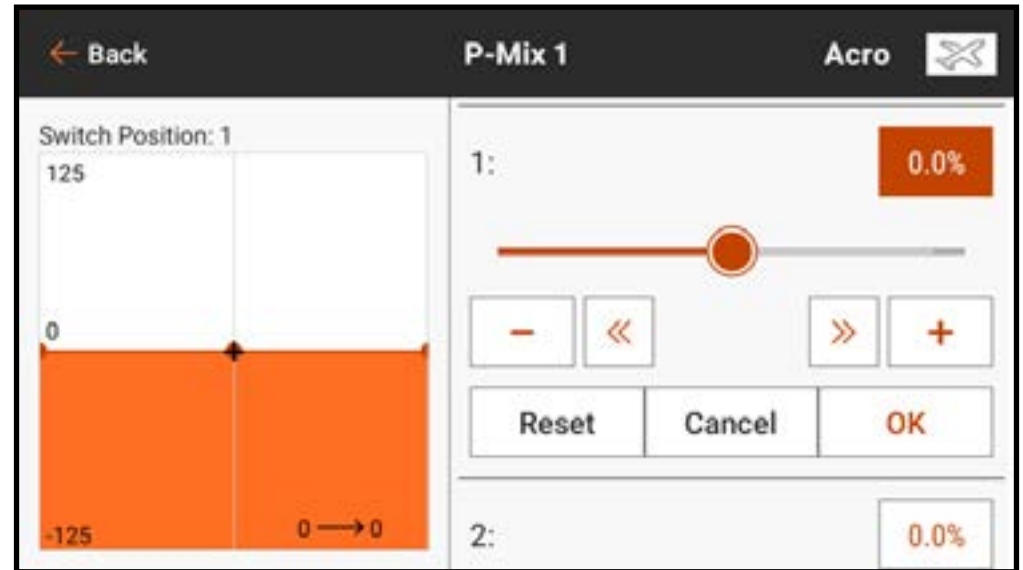 ← Back
P-Mix 1
Acro
Switch Position: 1
125
0
-125
0 → 0
1:
0.0%
− « » +
Reset
Cancel
OK
2:
0.0%